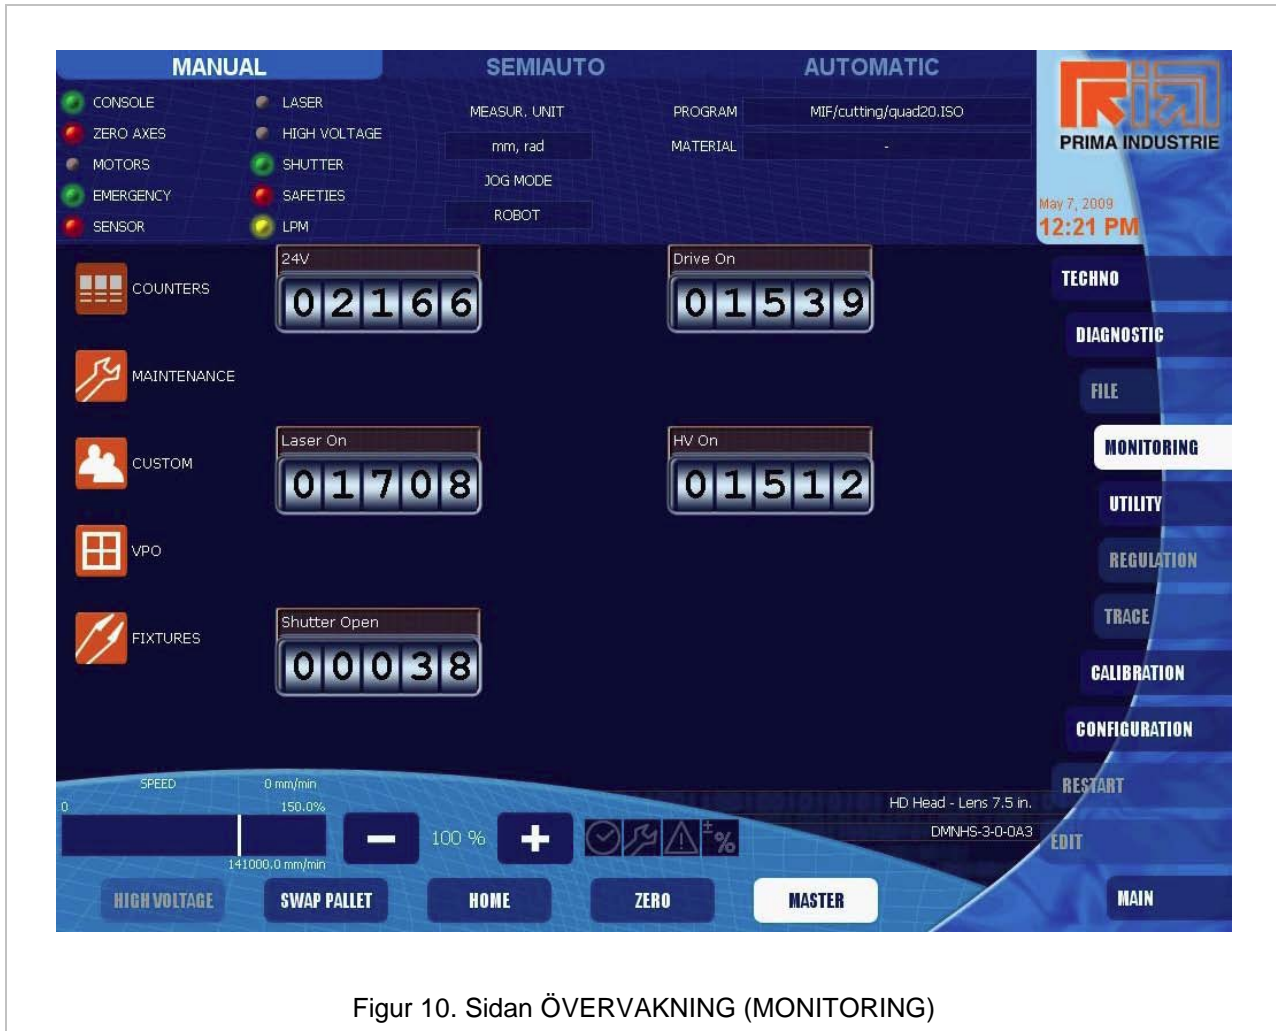 MANUAL SEMIAUTO AUTOMATIC
CONSOLE
ZERO AXES
MOTORS
EMERGENCY
SENSOR
LASER
HIGH VOLTAGE
SHUTTER
SAFETIES
LPM
MEASUR. UNIT
mm, rad
JOG MODE
ROBOT
PROGRAM MIF/cutting/quad20.ISO
MATERIAL -
PRIMA INDUSTRIE
May 7, 2009
12:21 PM
COUNTERS
MAINTENANCE
CUSTOM
VPO
FIXTURES
24V
02166
Drive On
01539
Laser On
01708
HV On
01512
Shutter Open
00038
TECHNO
DIAGNOSTIC
FILE
MONITORING
UTILITY
REGULATION
TRACE
CALIBRATION
CONFIGURATION
RESTART
EDIT
MAIN
SPEED 0 mm/min
0 150.0%
141000.0 mm/min
− 100 % +
±%
HD Head - Lens 7.5 in.
DMNHS-3-0-0A3
HIGH VOLTAGE SWAP PALLET HOME ZERO MASTER
Figur 10. Sidan ÖVERVAKNING (MONITORING)